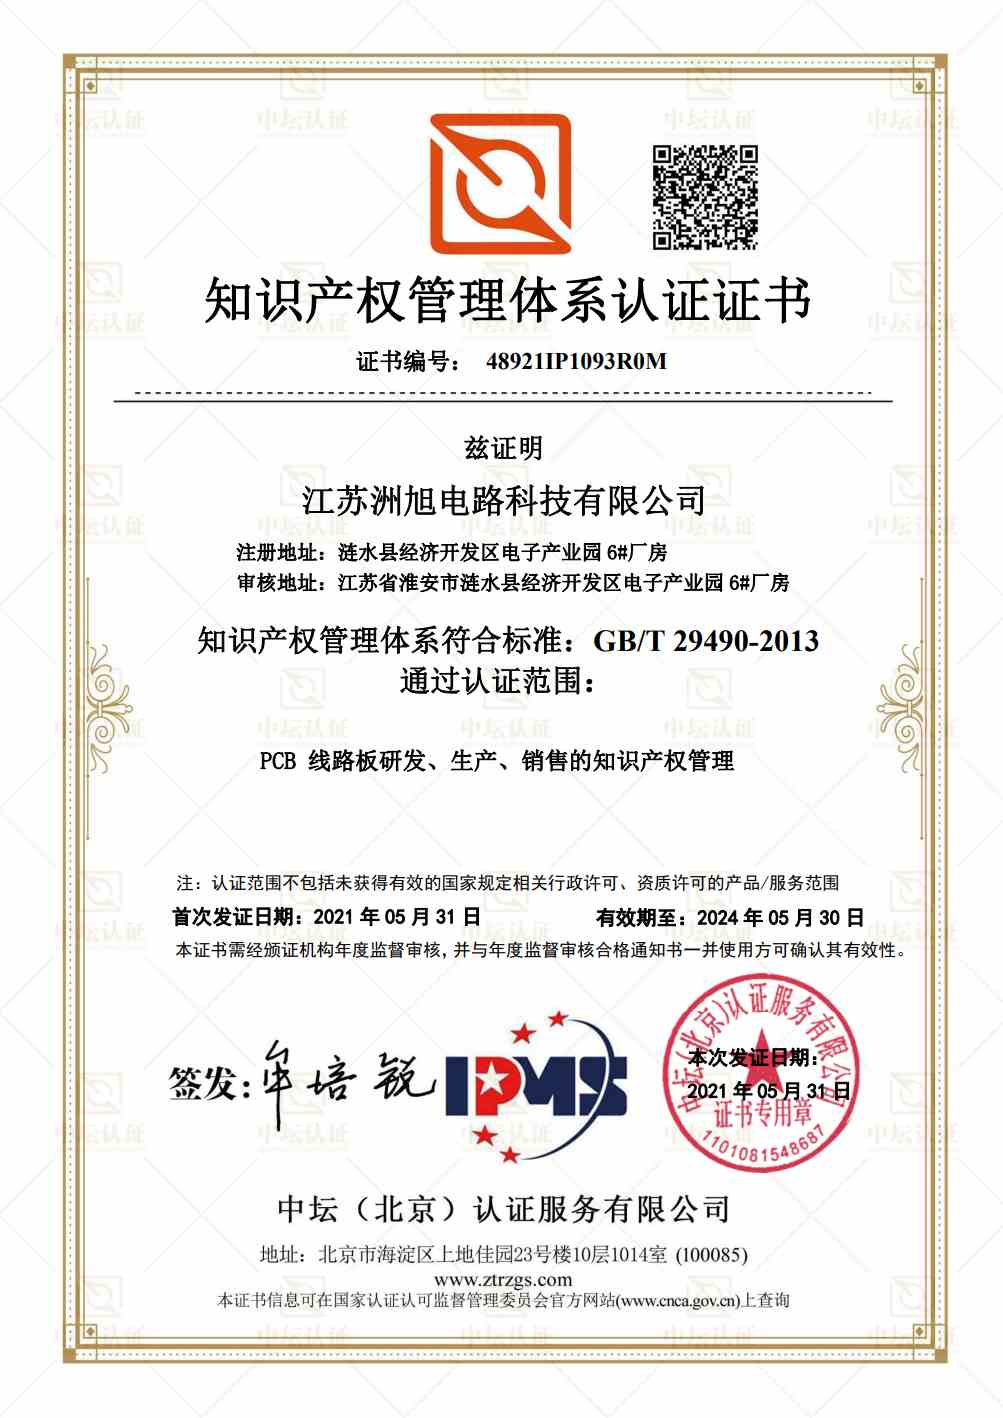 知识产权管理体系认证证书
证书编号： 48921IP1093R0M
兹证明
江苏洲旭电路科技有限公司
注册地址：涟水县经济开发区电子产业园 6#厂房
审核地址：江苏省淮安市涟水县经济开发区电子产业园 6#厂房
知识产权管理体系符合标准：GB/T 29490-2013
通过认证范围：
PCB 线路板研发、生产、销售的知识产权管理
注：认证范围不包括未获得有效的国家规定相关行政许可、资质许可的产品/服务范围
首次发证日期：2021 年 05 月 31 日 有效期至：2024 年 05 月 30 日
本证书需经颁证机构年度监督审核，并与年度监督审核合格通知书一并使用方可确认其有效性。
签发：牟培锐
IPMS
中坛（北京）认证服务有限公司
本次发证日期：
2021 年 05 月 31 日
证书专用章
1101081548687
中坛（北京）认证服务有限公司
地址：北京市海淀区上地佳园23号楼10层1014室 (100085)
www.ztrzgs.com
本证书信息可在国家认证认可监督管理委员会官方网站(www.cnca.gov.cn)上查询
中坛认证